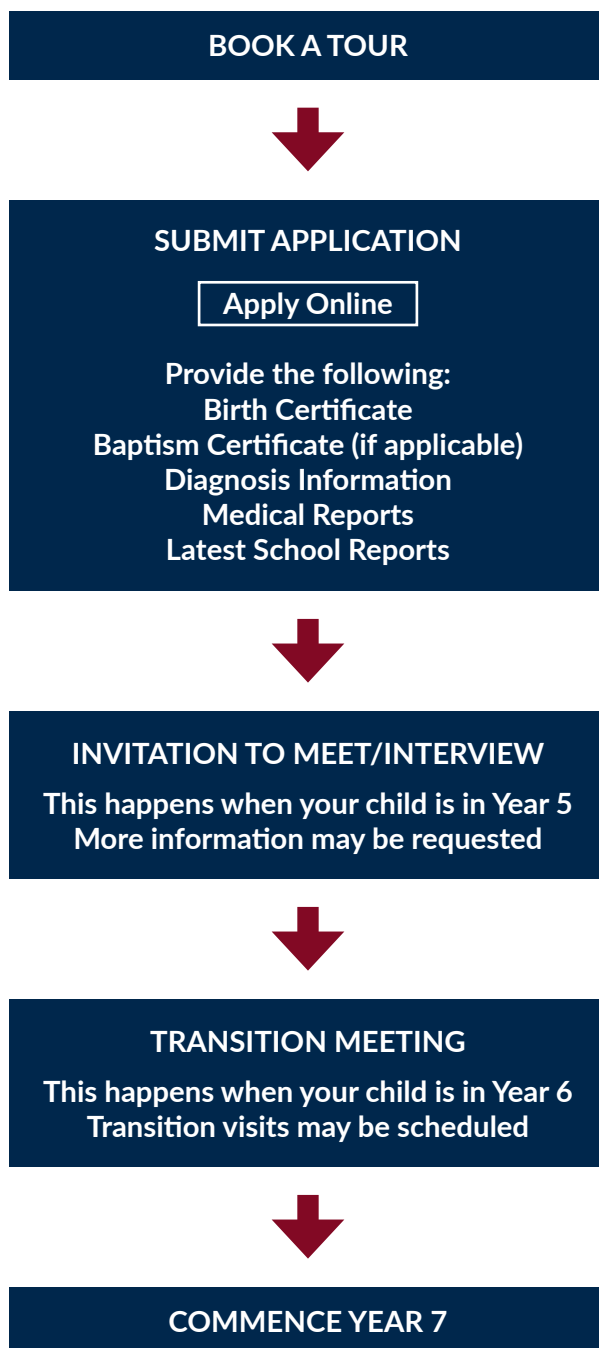 BOOK A TOUR
SUBMIT APPLICATION
Apply Online
Provide the following:
Birth Certificate
Baptism Certificate (if applicable)
Diagnosis Information
Medical Reports
Latest School Reports
INVITATION TO MEET/INTERVIEW
This happens when your child is in Year 5
More information may be requested
TRANSITION MEETING
This happens when your child is in Year 6
Transition visits may be scheduled
COMMENCE YEAR 7